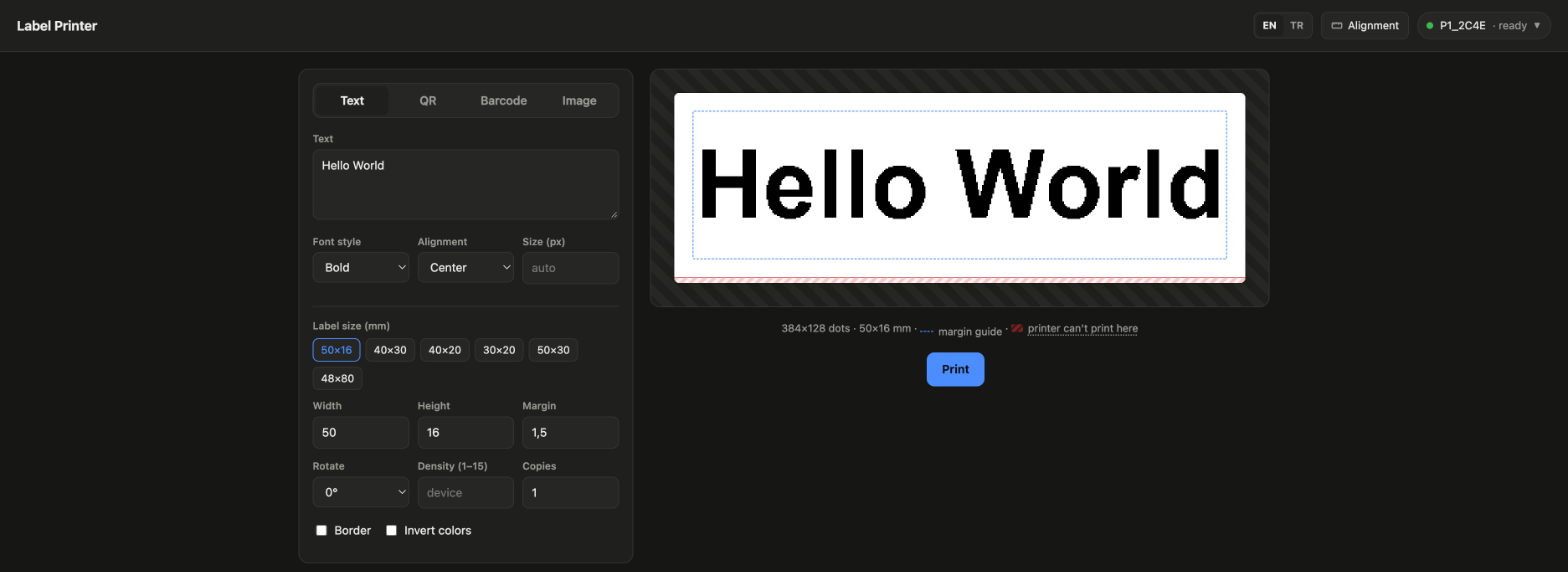 Label Printer
EN TR Alignment P1_2C4E · ready ▾
Text QR Barcode Image
Text
Hello World
Font style Alignment Size (px)
Bold Center auto
Label size (mm)
50×16 40×30 40×20 30×20 50×30
48×80
Width Height Margin
50 16 1,5
Rotate Density (1–15) Copies
0° device 1
Border Invert colors
Hello World
384×128 dots · 50×16 mm · margin guide · printer can't print here
Print